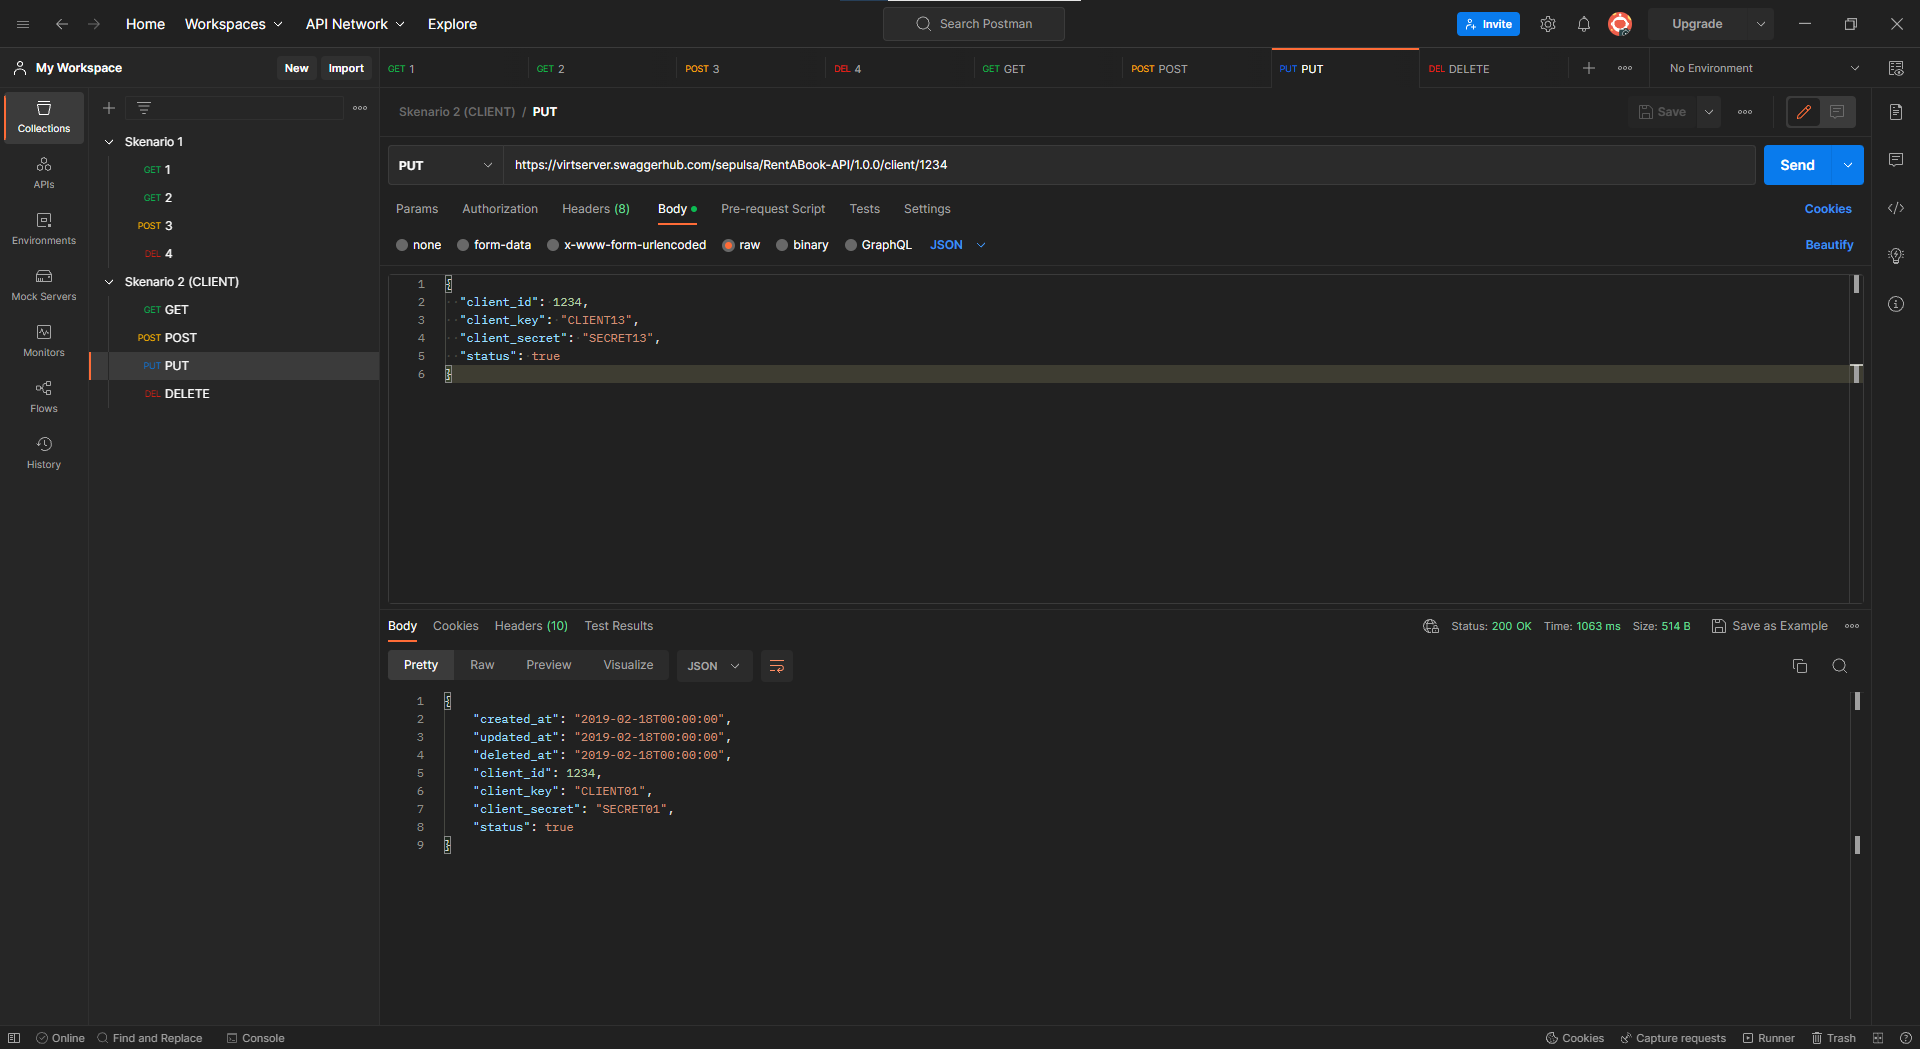 Home Workspaces API Network Explore Search Postman Invite Upgrade
My Workspace New Import GET 1 GET 2 POST 3 DEL 4 GET GET POST POST PUT PUT DEL DELETE No Environment
Collections
APIs
Environments
Mock Servers
Monitors
Flows
History
Skenario 1
GET 1
GET 2
POST 3
DEL 4
Skenario 2 (CLIENT)
GET GET
POST POST
PUT PUT
DEL DELETE
Skenario 2 (CLIENT) / PUT Save
PUT https://virtserver.swaggerhub.com/sepulsa/RentABook-API/1.0.0/client/1234 Send
Params Authorization Headers (8) Body Pre-request Script Tests Settings Cookies
none form-data x-www-form-urlencoded raw binary GraphQL JSON Beautify
1 {
2 "client_id": 1234,
3 "client_key": "CLIENT13",
4 "client_secret": "SECRET13",
5 "status": true
6 }
Body Cookies Headers (10) Test Results Status: 200 OK Time: 1063 ms Size: 514 B Save as Example
Pretty Raw Preview Visualize JSON
1 {
2 "created_at": "2019-02-18T00:00:00",
3 "updated_at": "2019-02-18T00:00:00",
4 "deleted_at": "2019-02-18T00:00:00",
5 "client_id": 1234,
6 "client_key": "CLIENT01",
7 "client_secret": "SECRET01",
8 "status": true
9 }
Online Find and Replace Console Cookies Capture requests Runner Trash